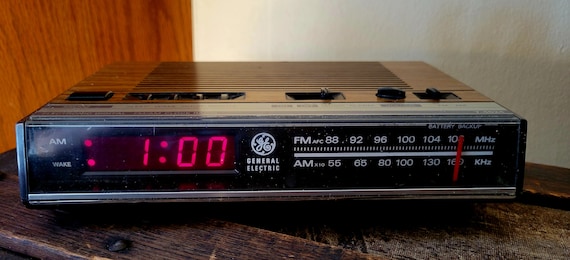 BATTERY BACKUP
AM
WAKE
1:00
GE
GENERAL
ELECTRIC
FM AFC 88 92 96 100 104 108 MHz
AM X10 55 65 80 100 130 160 KHz